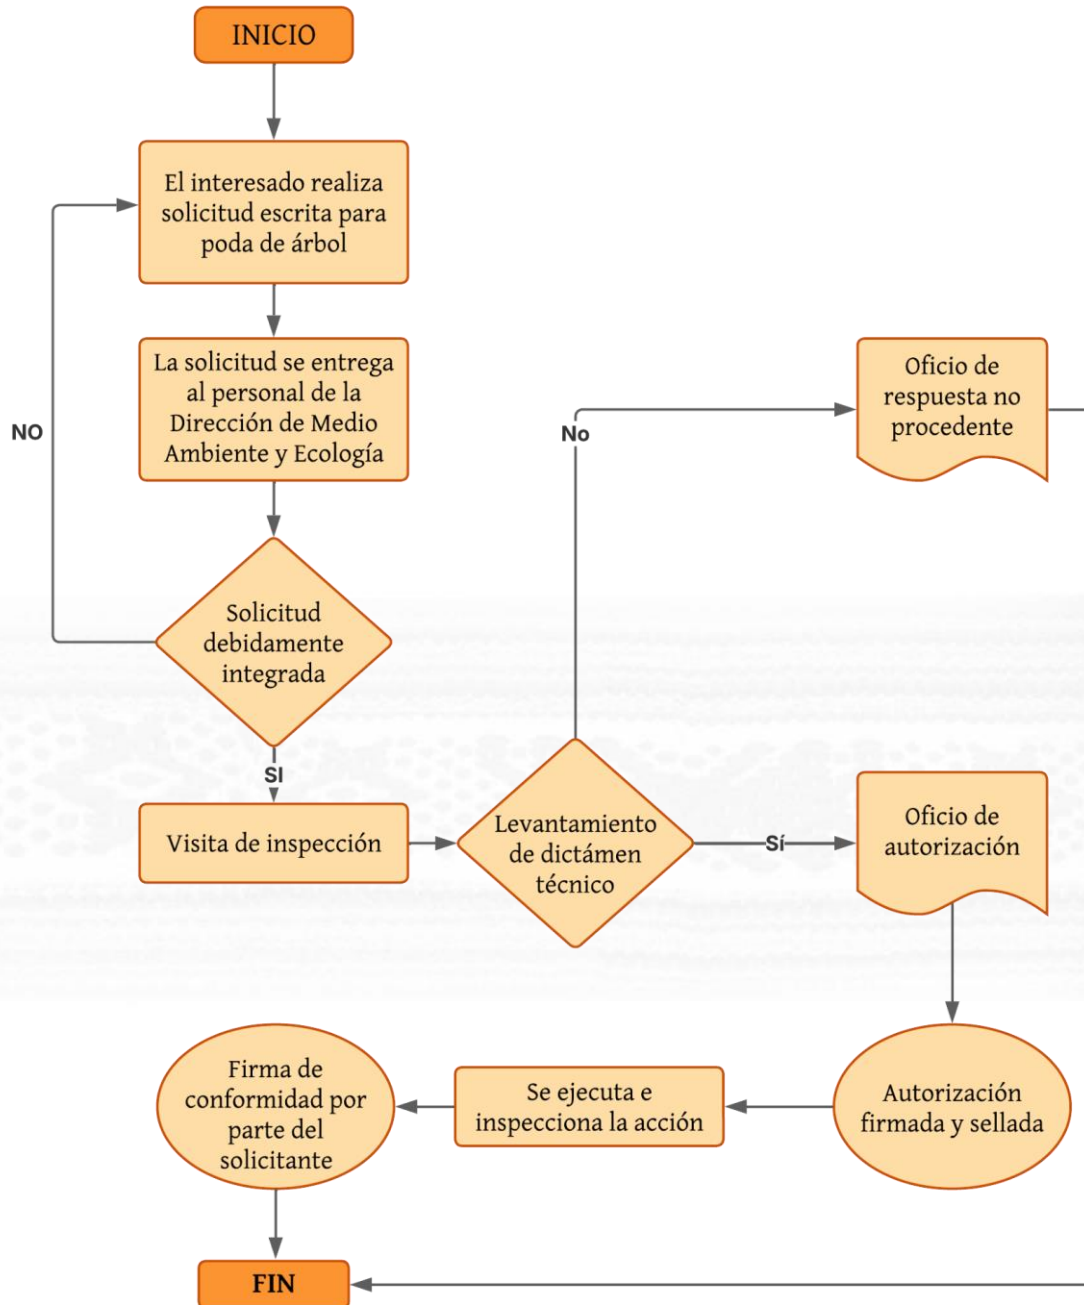 INICIO
El interesado realiza
solicitud escrita para
poda de árbol
La solicitud se entrega
al personal de la
Dirección de Medio
Ambiente y Ecología
NO
Solicitud
debidamente
integrada
SI
Visita de inspección
Levantamiento
de dictámen
técnico
No
Oficio de
respuesta no
procedente
Sí
Oficio de
autorización
Autorización
firmada y sellada
Se ejecuta e
inspecciona la acción
Firma de
conformidad por
parte del
solicitante
FIN